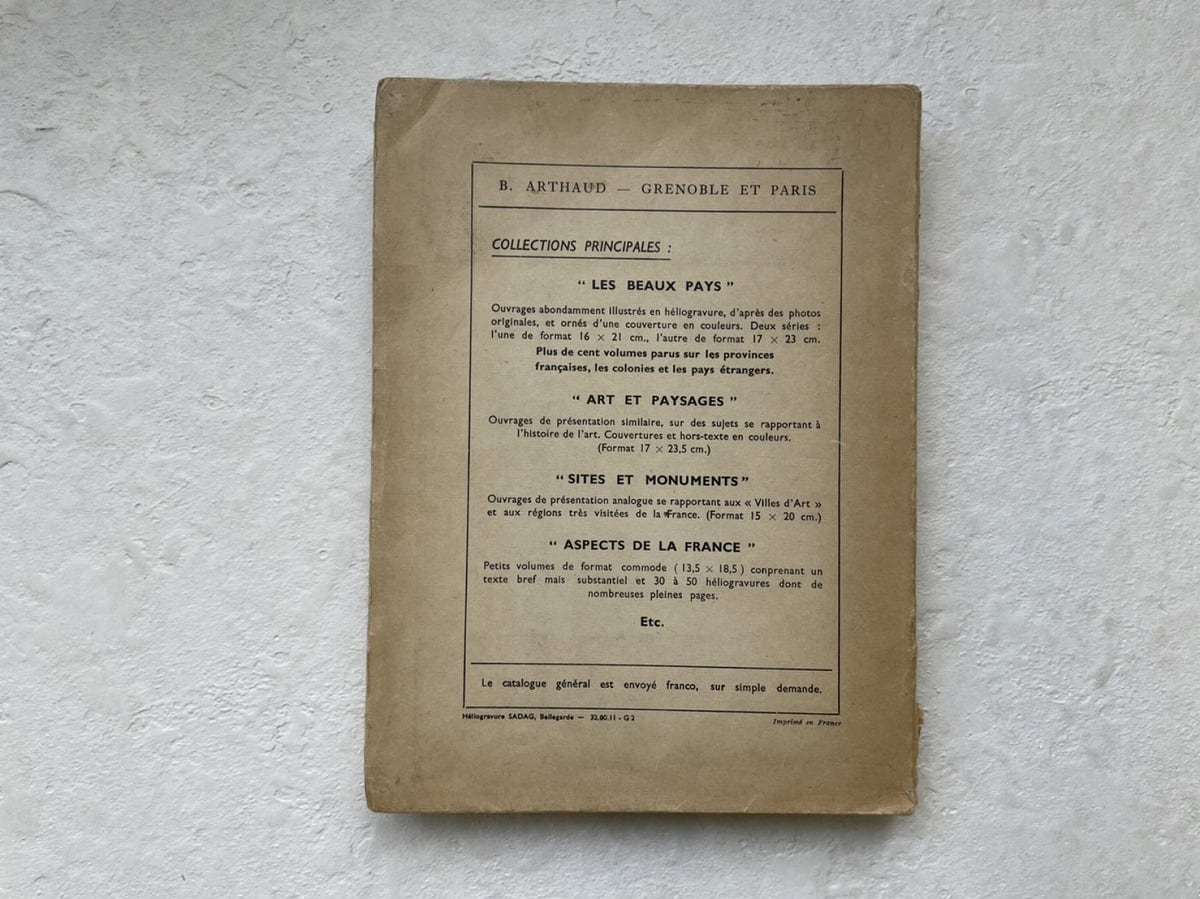 B. ARTHAUD — GRENOBLE ET PARIS
COLLECTIONS PRINCIPALES :
“ LES BEAUX PAYS ”
Ouvrages abondamment illustrés en héliogravure, d'après des photos
originales, et ornés d'une couverture en couleurs. Deux séries :
l'une de format 16 × 21 cm., l'autre de format 17 × 23 cm.
Plus de cent volumes parus sur les provinces
françaises, les colonies et les pays étrangers.
“ ART ET PAYSAGES ”
Ouvrages de présentation similaire, sur des sujets se rapportant à
l'histoire de l'art. Couvertures et hors-texte en couleurs.
(Format 17 × 23,5 cm.)
“ SITES ET MONUMENTS ”
Ouvrages de présentation analogue se rapportant aux « Villes d'Art »
et aux régions très visitées de la France. (Format 15 × 20 cm.)
“ ASPECTS DE LA FRANCE ”
Petits volumes de format commode ( 13,5 × 18,5 ) conprenant un
texte bref mais substantiel et 30 à 50 héliogravures dont de
nombreuses pleines pages.
Etc.
Le catalogue général est envoyé franco, sur simple demande.
Héliogravure SADAG, Bellegarde — 32.80.11 - G 2
Imprimé en France